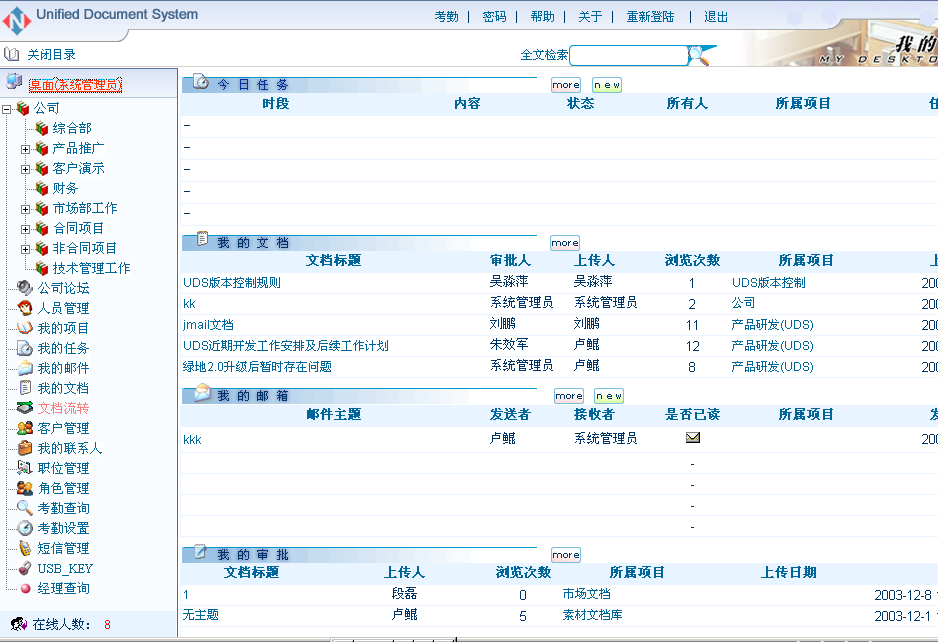 Unified Document System
考勤 | 密码 | 帮助 | 关于 | 重新登陆 | 退出
关闭目录
全文检索
我的
MY DESKTO
桌面(系统管理员)
公司
综合部
产品推广
客户演示
财务
市场部工作
合同项目
非合同项目
技术管理工作
公司论坛
人员管理
我的项目
我的任务
我的邮件
我的文档
文档流转
客户管理
我的联系人
职位管理
角色管理
考勤查询
考勤设置
短信管理
USB_KEY
经理查询
在线人数： 8
今日任务 more new
时段 内容 状态 所有人 所属项目 任
–
–
–
–
–
我的文档 more
文档标题 审批人 上传人 浏览次数 所属项目
UDS版本控制规则 吴淼萍 吴淼萍 1 UDS版本控制 200
kk 系统管理员 系统管理员 2 公司 200
jmail文档 刘鹏 刘鹏 11 产品研发(UDS) 200
UDS近期开发工作安排及后续工作计划 朱效军 卢鲲 12 产品研发(UDS) 200
绿地2.0升级后暂时存在问题 系统管理员 卢鲲 8 产品研发(UDS) 200
我的邮箱 more new
邮件主题 发送者 接收者 是否已读 所属项目
kkk 卢鲲 系统管理员 200
-
-
-
-
我的审批 more
文档标题 上传人 浏览次数 所属项目 上传日期
1 段磊 0 市场文档 2003-12-8
无主题 卢鲲 5 素材文档库 2003-12-1